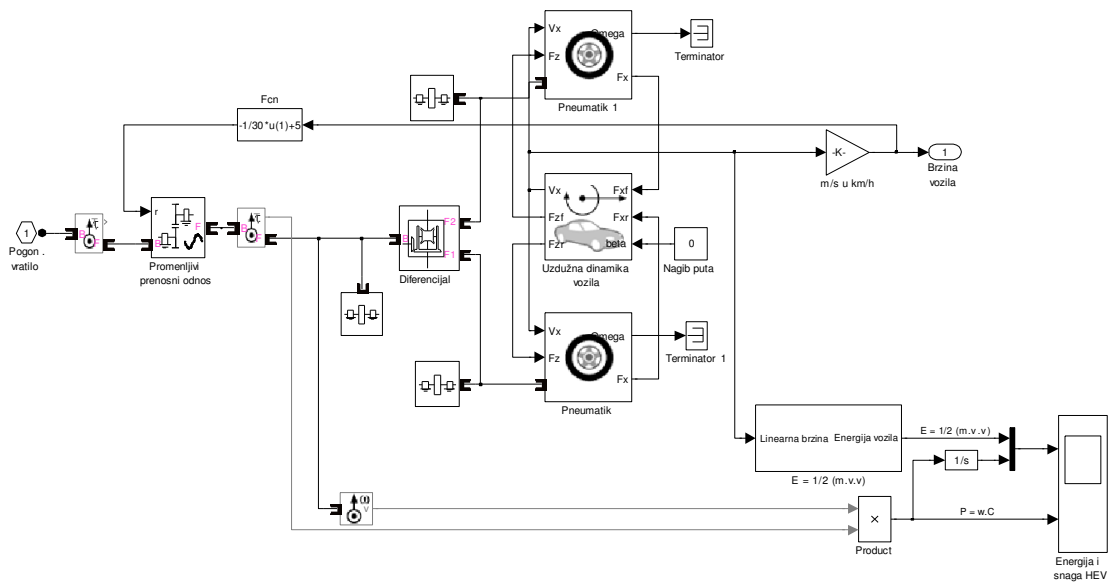 Vx
Omega
Fz
Fx
Terminator
Pneumatik 1
Fcn
-1/30*u(1)+5
-K-
m/s u km/h
1
Brzina
vozila
1
Pogon .
vratilo
B
F
r
B
F
Promenljivi
prenosni odnos
B
F
B
F2
F1
Diferencijal
Vx
Fxf
Fzf
Fxr
Fzr
beta
Uzdužna dinamika
vozila
0
Nagib puta
Vx
Omega
Fz
Fx
Terminator 1
Pneumatik
Linearna brzina
Energija vozila
E = 1/2 (m.v.v)
E = 1/2 (m.v.v)
1/s
v
×
Product
P = w.C
Energija i
snaga HEV